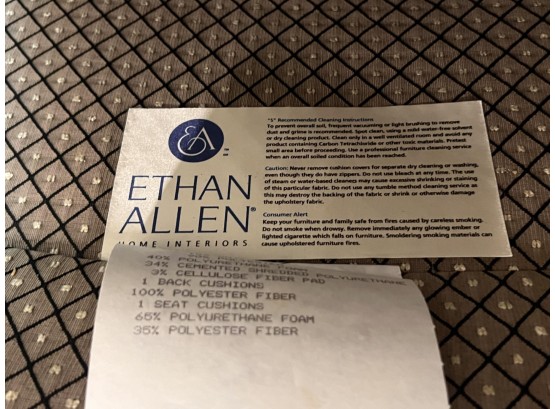 EA
TM
ETHAN
ALLEN®
HOME INTERIORS
"S" Recommended Cleaning Instructions
To prevent overall soil, frequent vacuuming or light brushing to remove
dust and grime is recommended. Spot clean, using a mild water-free solvent
or dry cleaning product. Clean only in a well ventilated room and avoid any
product containing Carbon Tetrachloride or other toxic materials. Pretest
small area before proceeding. Use a professional furniture cleaning service
when an overall soiled condition has been reached.
Caution: Never remove cushion covers for separate dry cleaning or washing,
even though they do have zippers. Do not use bleach at any time. The use
of steam or water-based cleaners may cause excessive shrinking or staining
of this particular fabric. Do not use any tumble method cleaning service as
this may destroy the backing of the fabric or shrink or otherwise damage
the upholstery fabric.
Consumer Alert
Keep your furniture and family safe from fires caused by careless smoking.
Do not smoke when drowsy. Remove immediately any glowing ember or
lighted cigarette which falls on furniture. Smoldering smoking materials can
cause upholstered furniture fires.
40% POLYURETHANE FOAM
34% CEMENTED SHREDDED POLYURETHANE
3% CELLULOSE FIBER PAD
1 BACK CUSHIONS
100% POLYESTER FIBER
1 SEAT CUSHIONS
65% POLYURETHANE FOAM
35% POLYESTER FIBER